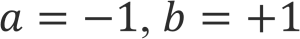 a = −1, b = +1